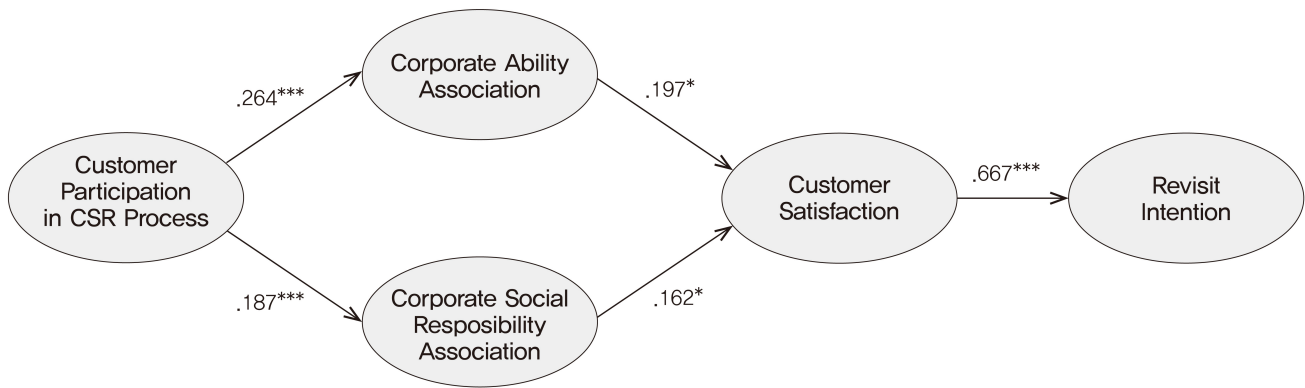 Corporate Ability
Association
.264***
.197*
Customer
Participation
in CSR Process
Customer
Satisfaction
.667***
Revisit
Intention
.187***
.162*
Corporate Social
Resposibility
Association